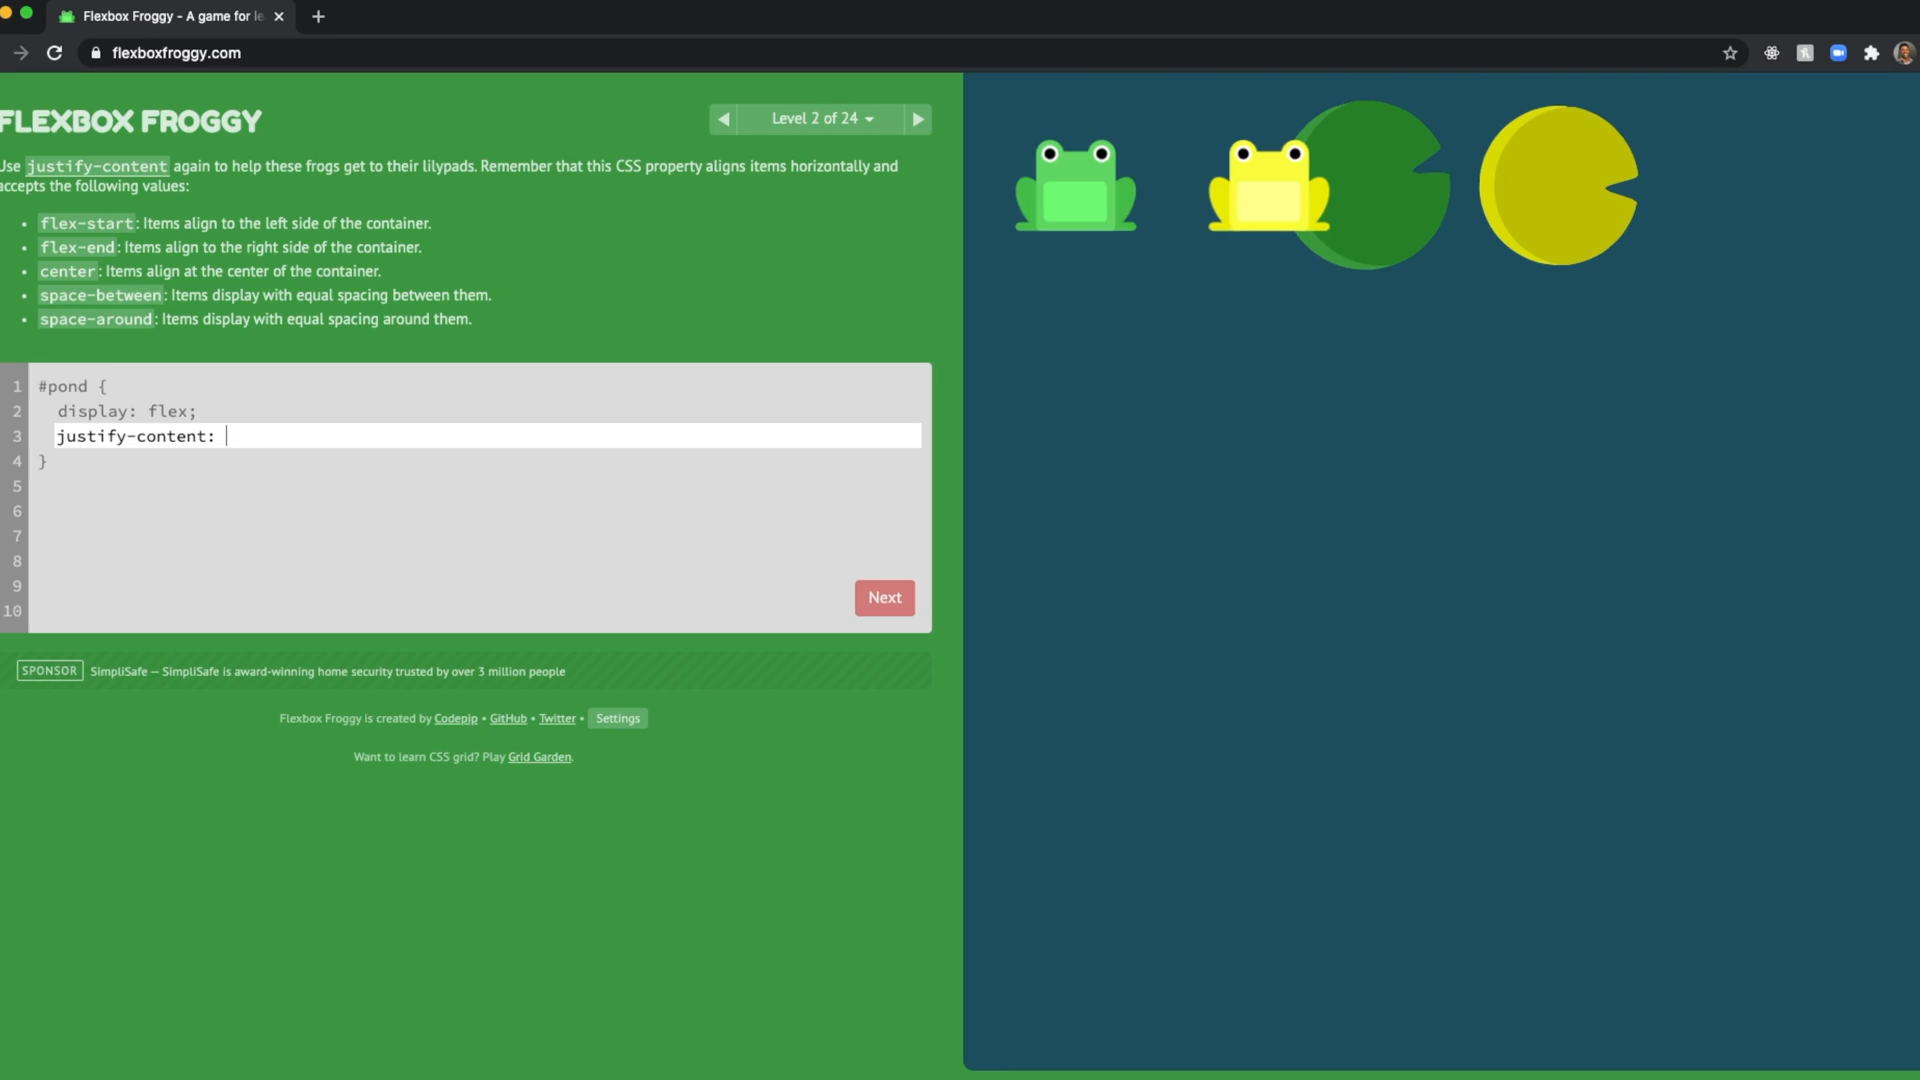 Flexbox Froggy - A game for le
flexboxfroggy.com
FLEXBOX FROGGY
Level 2 of 24
Use justify-content again to help these frogs get to their lilypads. Remember that this CSS property aligns items horizontally and
accepts the following values:
• flex-start: Items align to the left side of the container.
• flex-end: Items align to the right side of the container.
• center: Items align at the center of the container.
• space-between: Items display with equal spacing between them.
• space-around: Items display with equal spacing around them.
1 #pond {
2 display: flex;
3 justify-content:
4 }
5
6
7
8
9
10
Next
SPONSOR SimpliSafe — SimpliSafe is award-winning home security trusted by over 3 million people
Flexbox Froggy is created by Codepip • GitHub • Twitter • Settings
Want to learn CSS grid? Play Grid Garden.